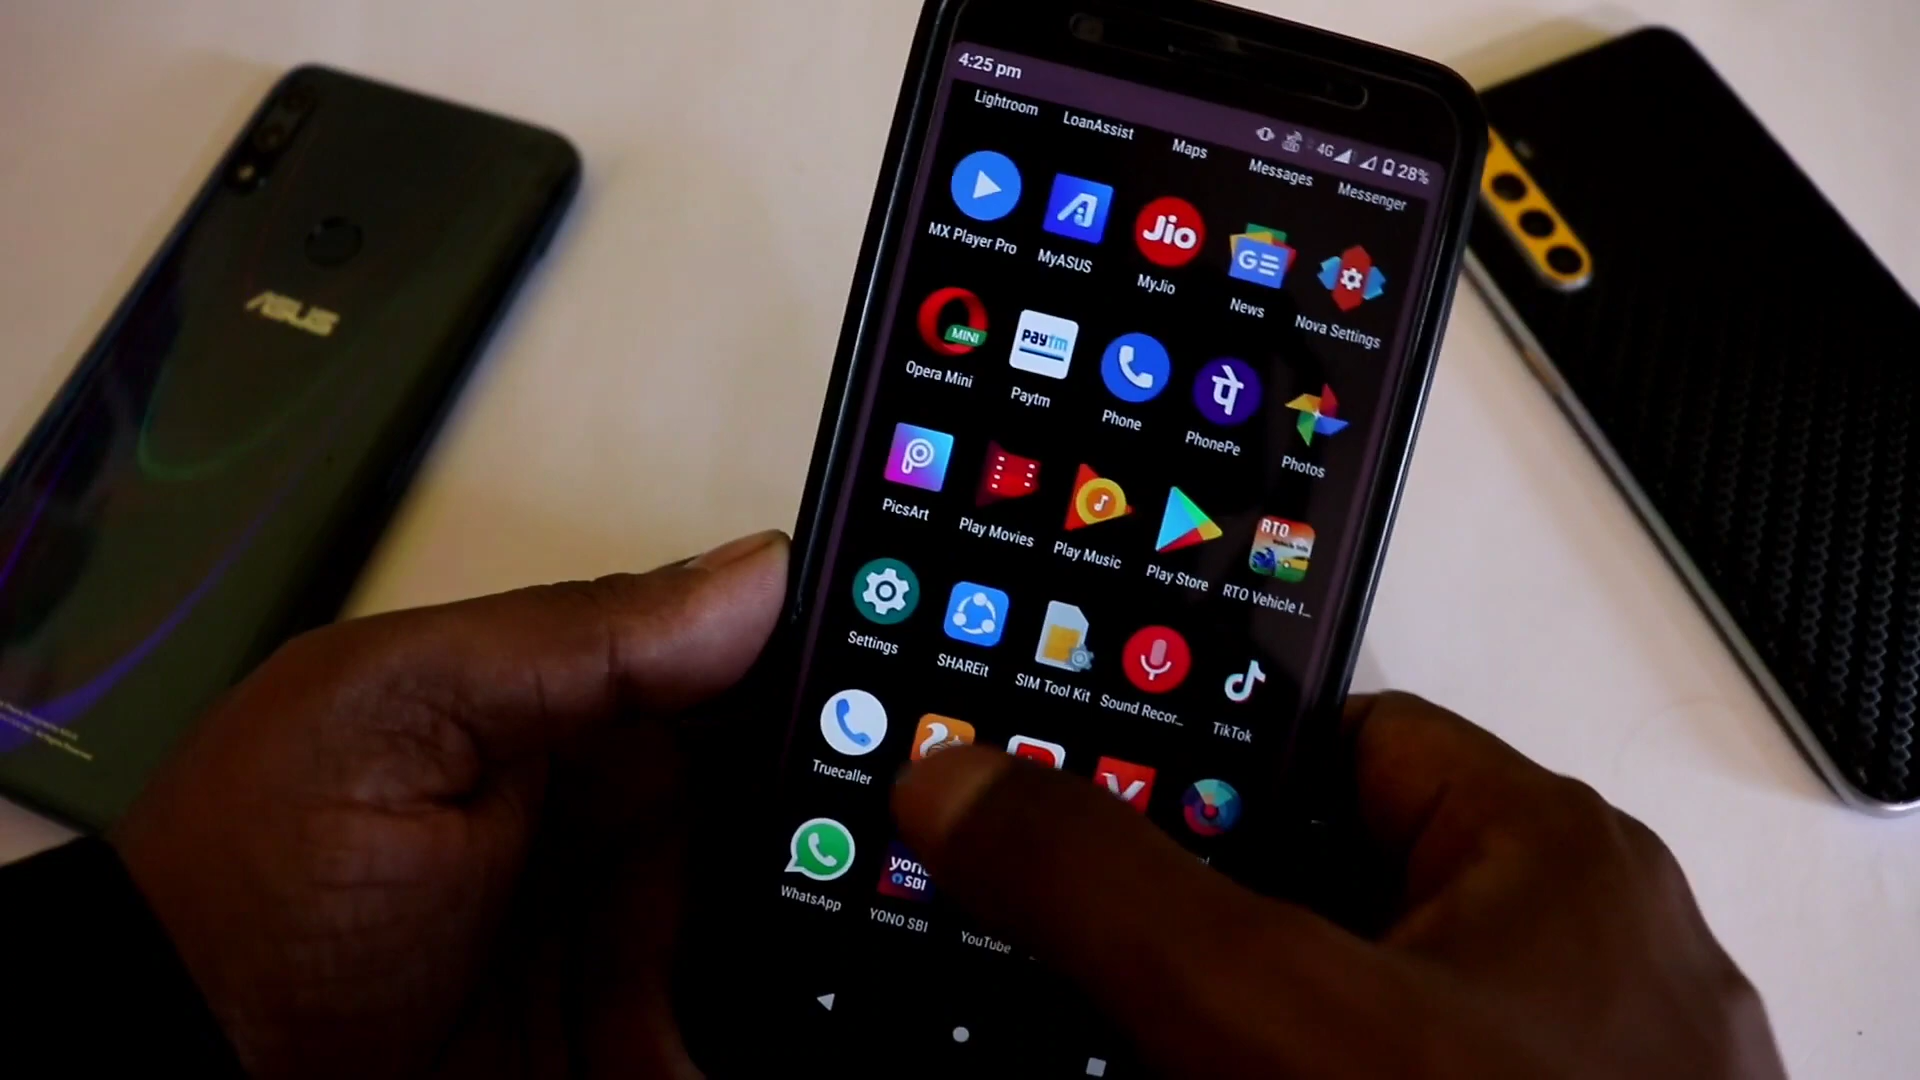 4:25 pm
4G 28%
Lightroom LoanAssist Maps Messages Messenger
Jio
MX Player Pro MyASUS MyJio News Nova Settings
MINI Paytm पे
Opera Mini Paytm Phone PhonePe Photos
RTO
PicsArt Play Movies Play Music Play Store RTO Vehicle I...
Settings SHAREit SIM Tool Kit Sound Recor... TikTok
Truecaller
yono
SBI
WhatsApp YONO SBI YouTube
ASUS